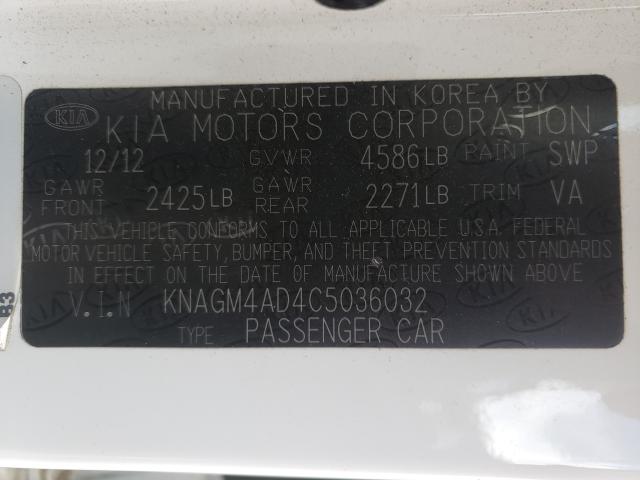 MANUFACTURED IN KOREA BY
KIA KIA MOTORS CORPORATION
12/12 GVWR 4586LB PAINT SWP
GAWR FRONT 2425LB GAWR REAR 2271LB TRIM VA
THIS VEHICLE CONFORMS TO ALL APPLICABLE U.S.A. FEDERAL
MOTOR VEHICLE SAFETY, BUMPER, AND THEFT PREVENTION STANDARDS
IN EFFECT ON THE DATE OF MANUFACTURE SHOWN ABOVE
V.I.N KNAGM4AD4C5036032
TYPE PASSENGER CAR
B3